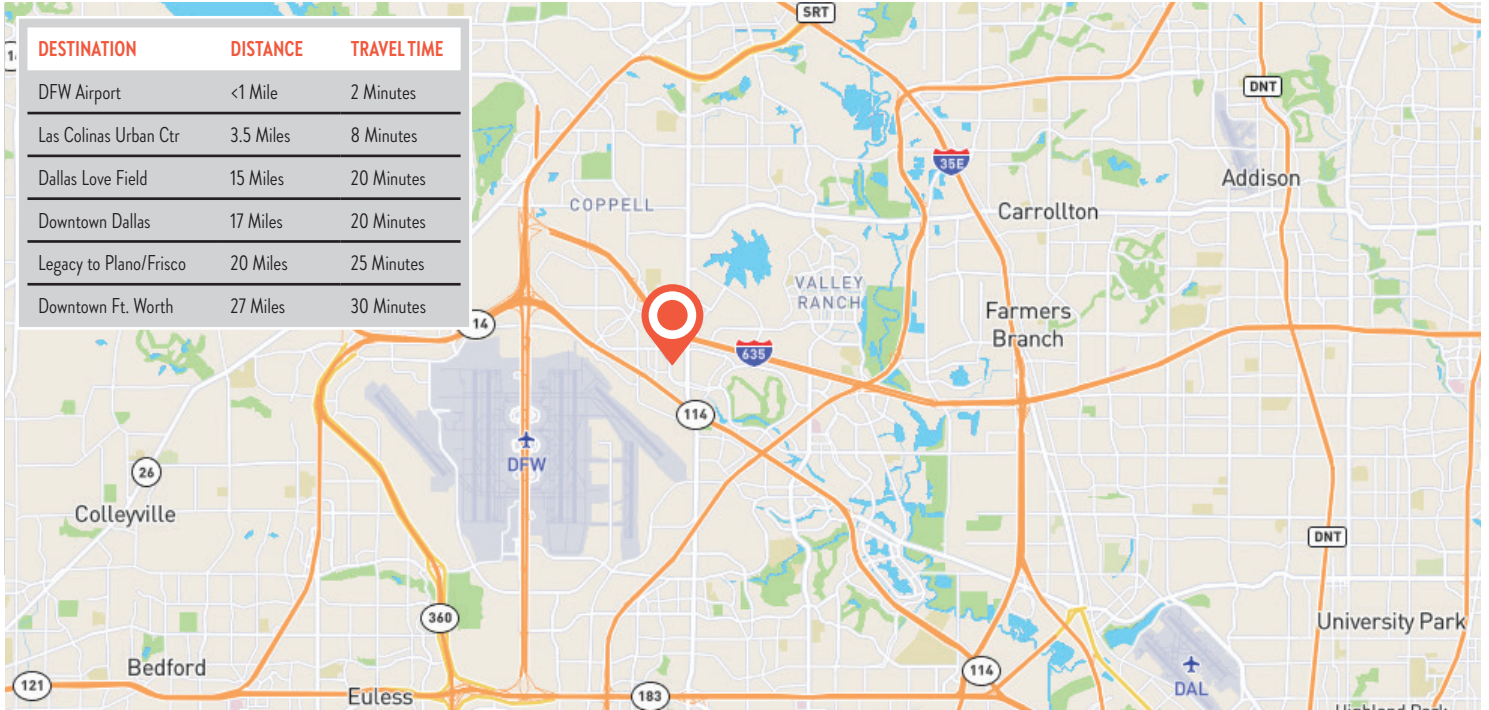 DESTINATION DISTANCE TRAVEL TIME
DFW Airport <1 Mile 2 Minutes
Las Colinas Urban Ctr 3.5 Miles 8 Minutes
Dallas Love Field 15 Miles 20 Minutes
Downtown Dallas 17 Miles 20 Minutes
Legacy to Plano/Frisco 20 Miles 25 Minutes
Downtown Ft. Worth 27 Miles 30 Minutes
SRT
DNT
35E
Addison
COPPELL
Carrollton
VALLEY
RANCH
Farmers
Branch
14
635
114
DFW
26
Colleyville
DNT
360
University Park
Bedford
114
DAL
121
Euless
183